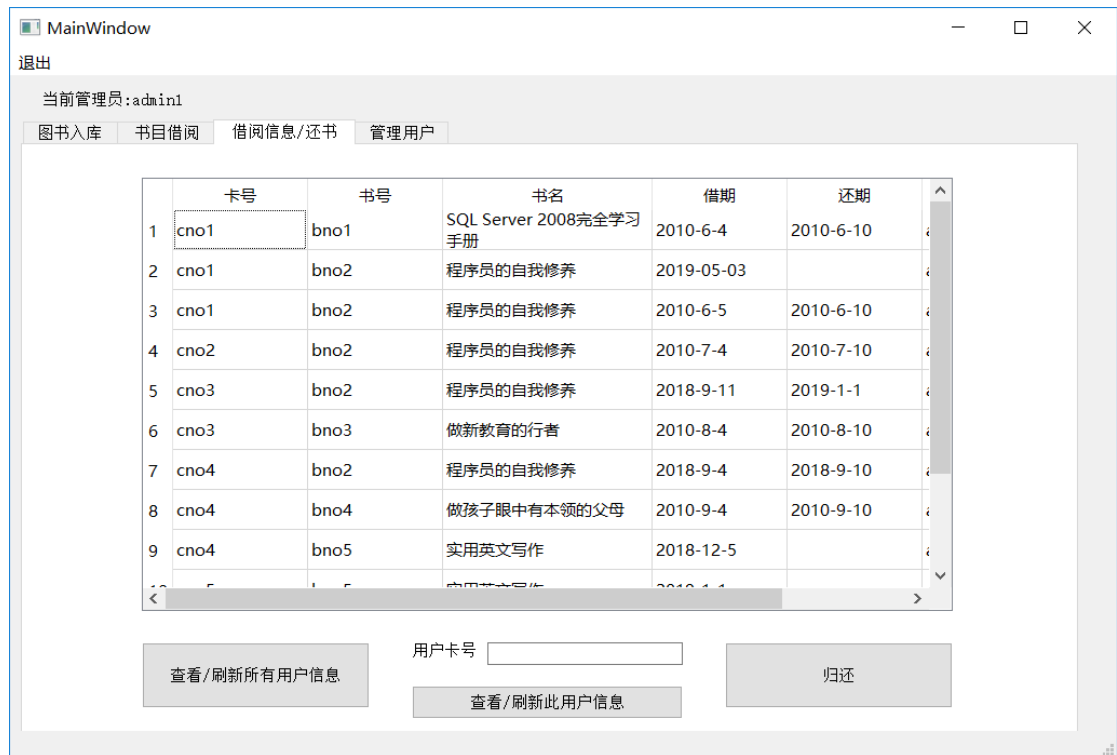 MainWindow
退出
当前管理员:admin1
图书入库 书目借阅 借阅信息/还书 管理用户
卡号 书号 书名 借期 还期
1 cno1 bno1 SQL Server 2008完全学习 2010-6-4 2010-6-10
手册
2 cno1 bno2 程序员的自我修养 2019-05-03
3 cno1 bno2 程序员的自我修养 2010-6-5 2010-6-10
4 cno2 bno2 程序员的自我修养 2010-7-4 2010-7-10
5 cno3 bno2 程序员的自我修养 2018-9-11 2019-1-1
6 cno3 bno3 做新教育的行者 2010-8-4 2010-8-10
7 cno4 bno2 程序员的自我修养 2018-9-4 2018-9-10
8 cno4 bno4 做孩子眼中有本领的父母 2010-9-4 2010-9-10
9 cno4 bno5 实用英文写作 2018-12-5
用户卡号
查看/刷新所有用户信息 归还
查看/刷新此用户信息